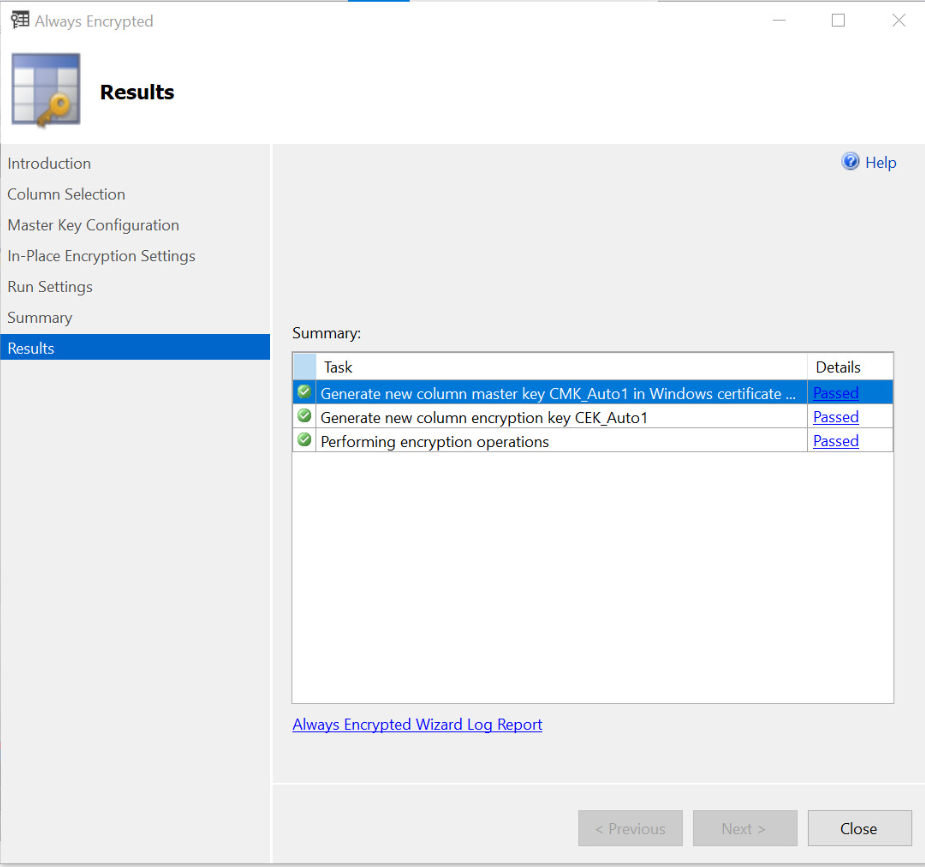 Always Encrypted
Results
Introduction
Column Selection
Master Key Configuration
In-Place Encryption Settings
Run Settings
Summary
Results
Help
Summary:
Task Details
Generate new column master key CMK_Auto1 in Windows certificate ... Passed
Generate new column encryption key CEK_Auto1 Passed
Performing encryption operations Passed
Always Encrypted Wizard Log Report
< Previous Next > Close